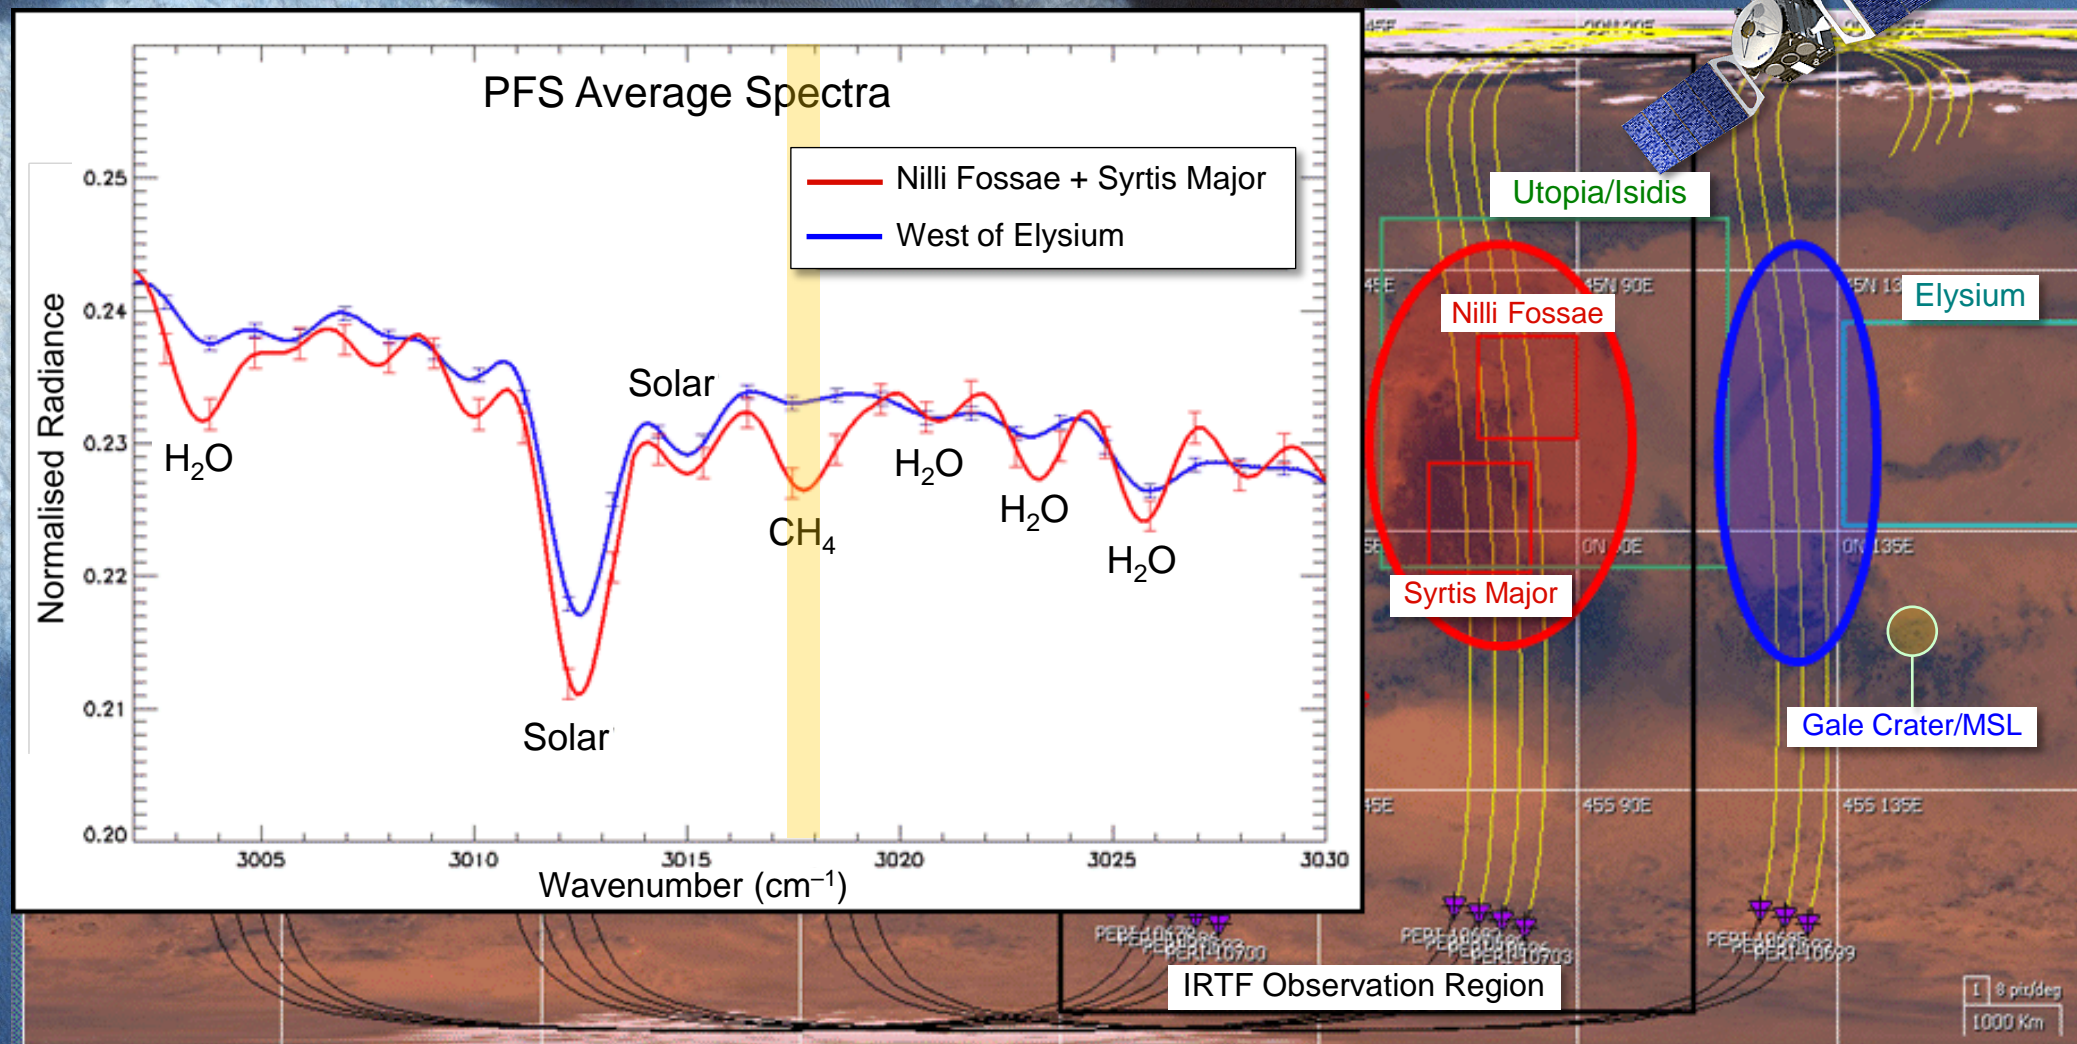 PFS Average Spectra
Nilli Fossae + Syrtis Major
West of Elysium
Normalised Radiance
0.25
0.24
0.23
0.22
0.21
0.20
H₂O
Solar
Solar
CH₄
H₂O
H₂O
H₂O
3005
3010
3015
3020
3025
3030
Wavenumber (cm⁻¹)
Utopia/Isidis
45N 90E
Nilli Fossae
Elysium
Syrtis Major
0N 135E
Gale Crater/MSL
45E
45S 90E
45S 135E
IRTF Observation Region
1 8 pix/deg
1000 Km